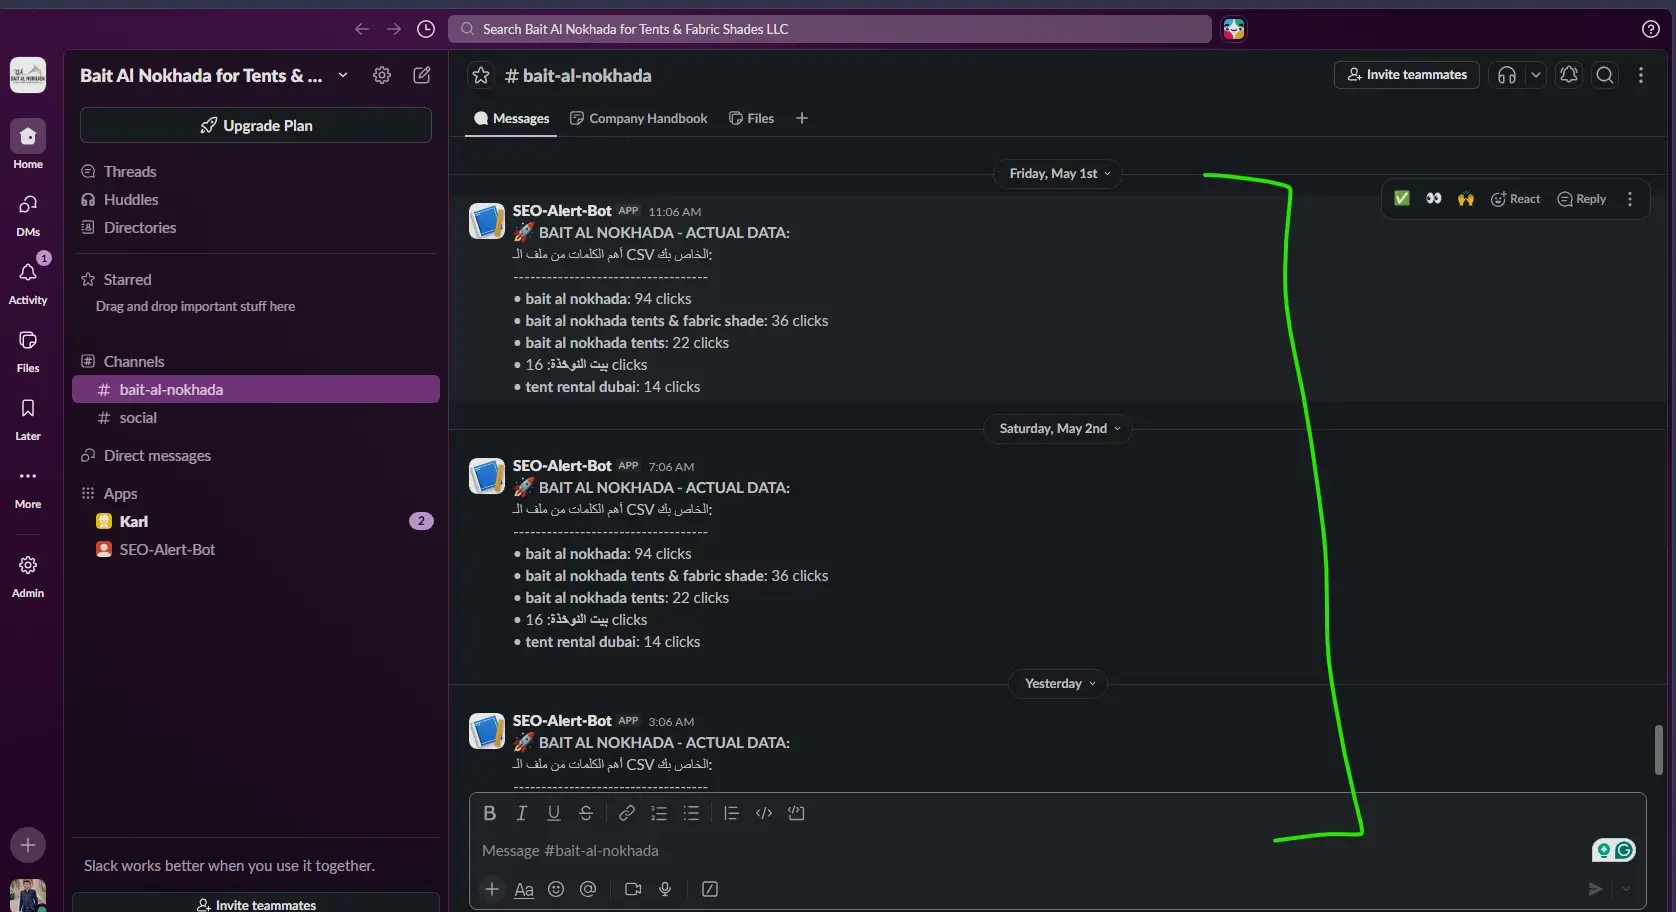 Search Bait Al Nokhada for Tents & Fabric Shades LLC
Bait Al Nokhada for Tents & ...
Upgrade Plan
Home
DMs
1
Activity
Files
Later
More
Admin
Threads
Huddles
Directories
Starred
Drag and drop important stuff here
Channels
# bait-al-nokhada
# social
Direct messages
Apps
Karl 2
SEO-Alert-Bot
Slack works better when you use it together.
Invite teammates
# bait-al-nokhada
Invite teammates
Messages Company Handbook Files +
Friday, May 1st
React Reply
SEO-Alert-Bot APP 11:06 AM
🚀 BAIT AL NOKHADA - ACTUAL DATA:
أهم الكلمات من ملف الـ CSV الخاص بك:
-----------------------------------
• bait al nokhada: 94 clicks
• bait al nokhada tents & fabric shade: 36 clicks
• bait al nokhada tents: 22 clicks
• بيت النوخذة: 16 clicks
• tent rental dubai: 14 clicks
Saturday, May 2nd
SEO-Alert-Bot APP 7:06 AM
🚀 BAIT AL NOKHADA - ACTUAL DATA:
أهم الكلمات من ملف الـ CSV الخاص بك:
-----------------------------------
• bait al nokhada: 94 clicks
• bait al nokhada tents & fabric shade: 36 clicks
• bait al nokhada tents: 22 clicks
• بيت النوخذة: 16 clicks
• tent rental dubai: 14 clicks
Yesterday
SEO-Alert-Bot APP 3:06 AM
🚀 BAIT AL NOKHADA - ACTUAL DATA:
أهم الكلمات من ملف الـ CSV الخاص بك:
-----------------------------------
B I U S
Message #bait-al-nokhada
+ Aa @